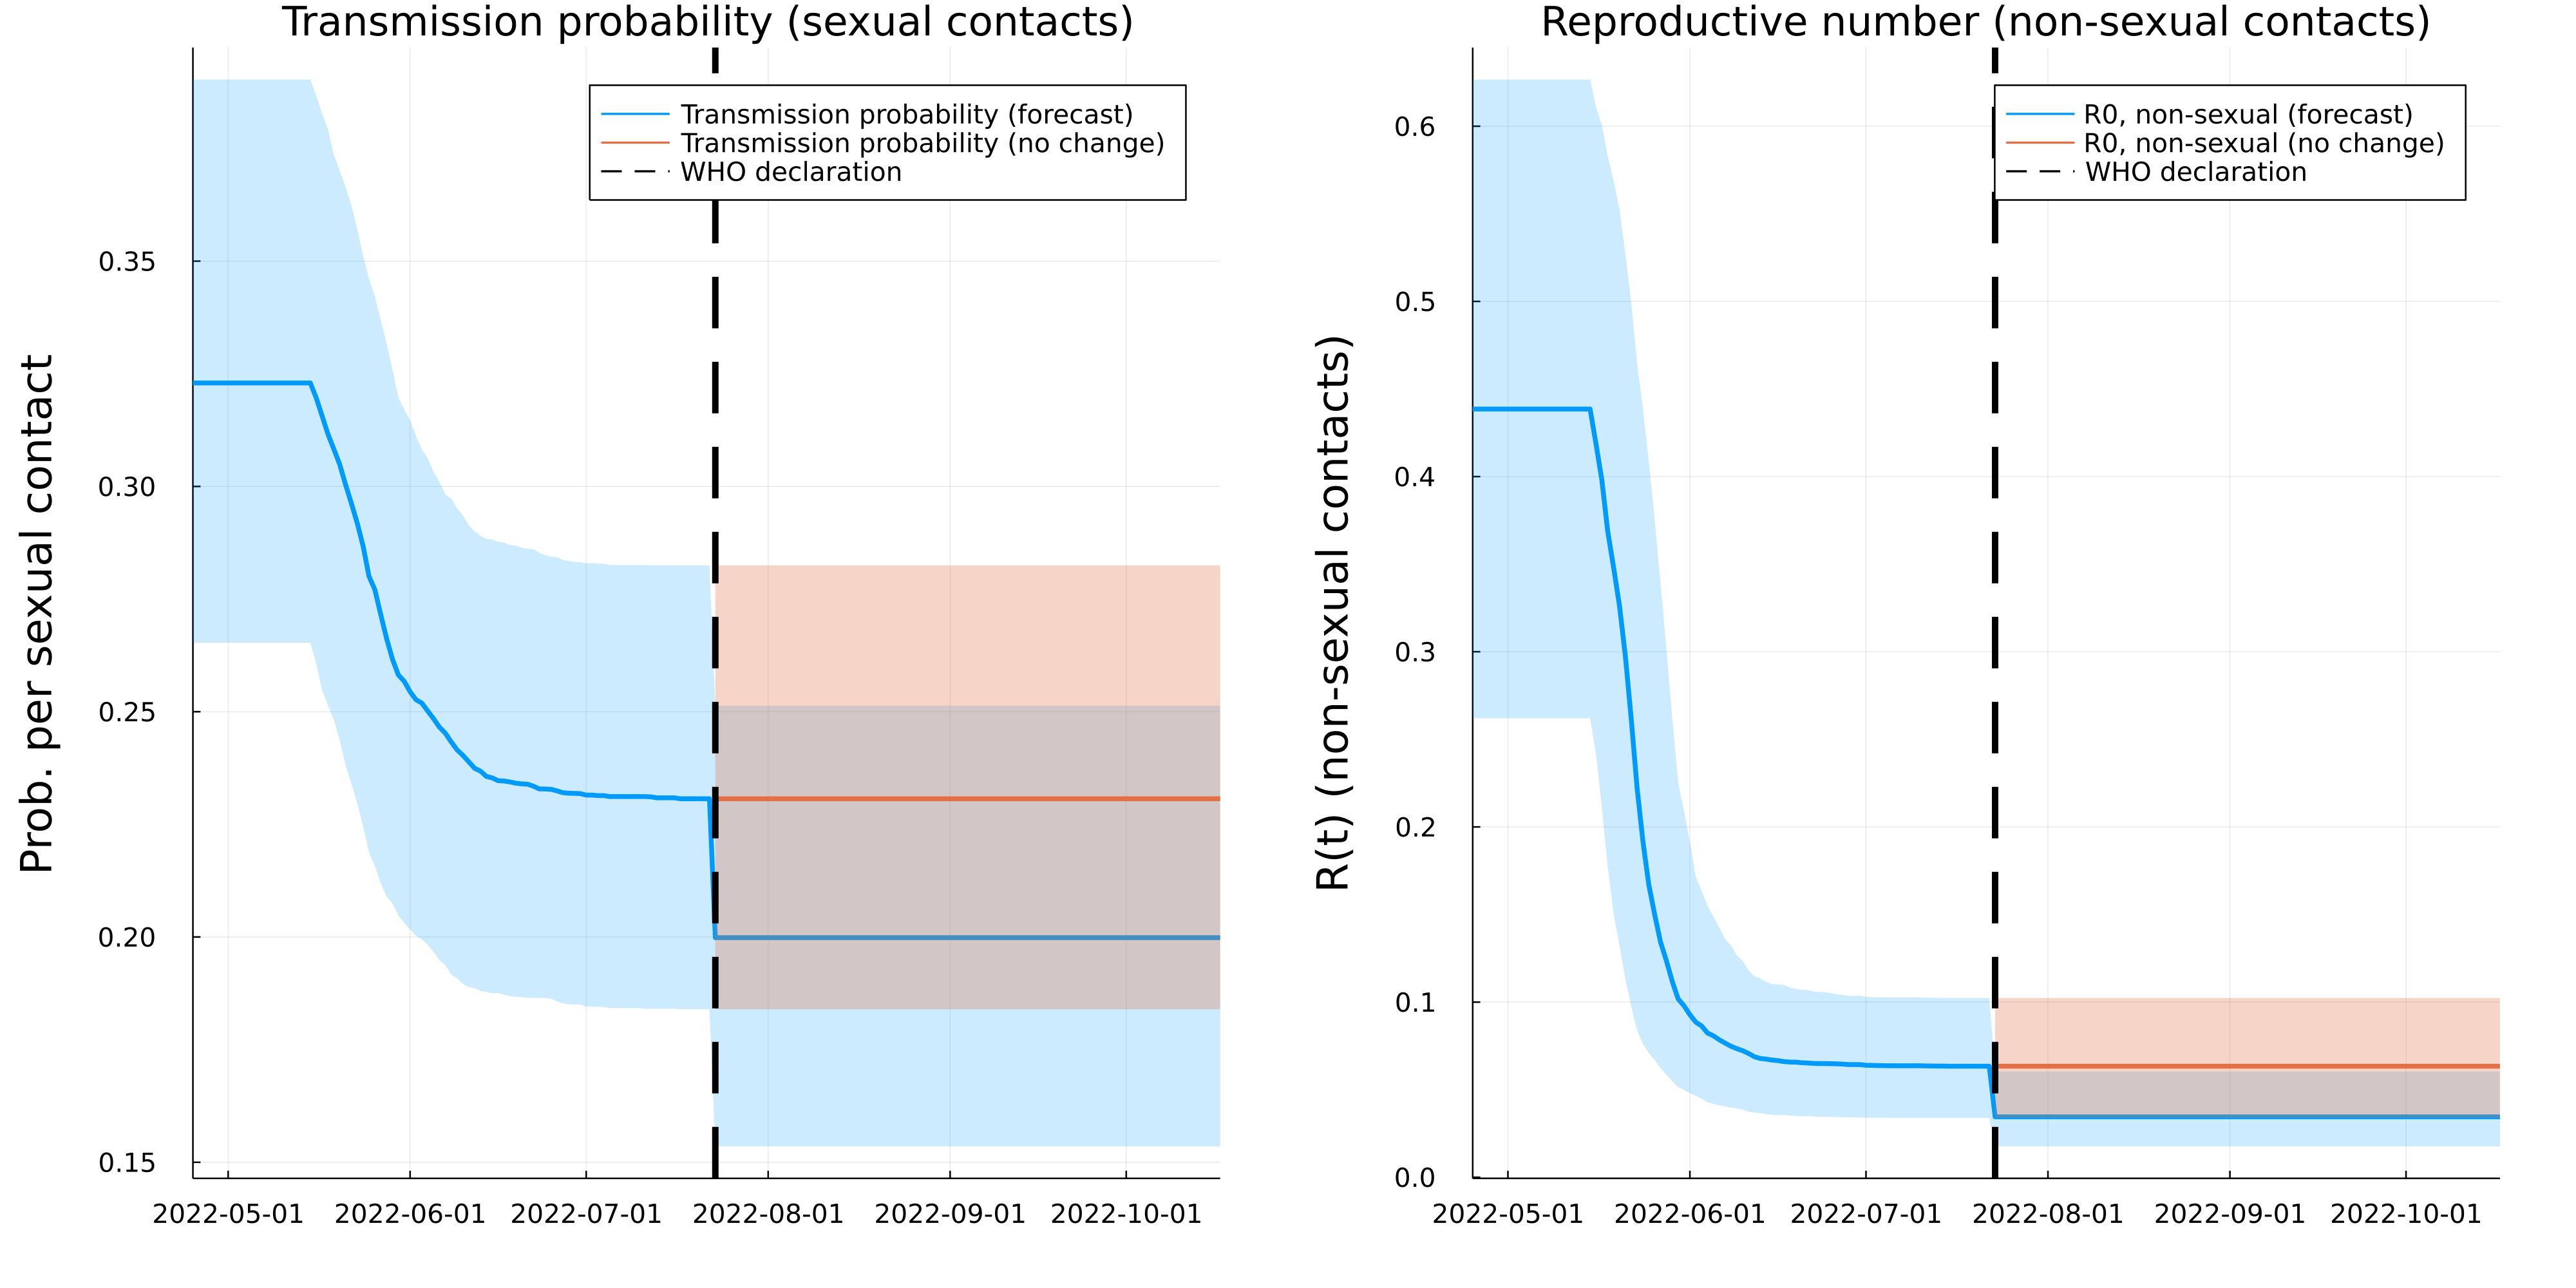 Transmission probability (sexual contacts)
Transmission probability (forecast)
Transmission probability (no change)
WHO declaration
Prob. per sexual contact
0.35
0.30
0.25
0.20
0.15
2022-05-01 2022-06-01 2022-07-01 2022-08-01 2022-09-01 2022-10-01
Reproductive number (non-sexual contacts)
R0, non-sexual (forecast)
R0, non-sexual (no change)
WHO declaration
R(t) (non-sexual contacts)
0.6
0.5
0.4
0.3
0.2
0.1
0.0
2022-05-01 2022-06-01 2022-07-01 2022-08-01 2022-09-01 2022-10-01